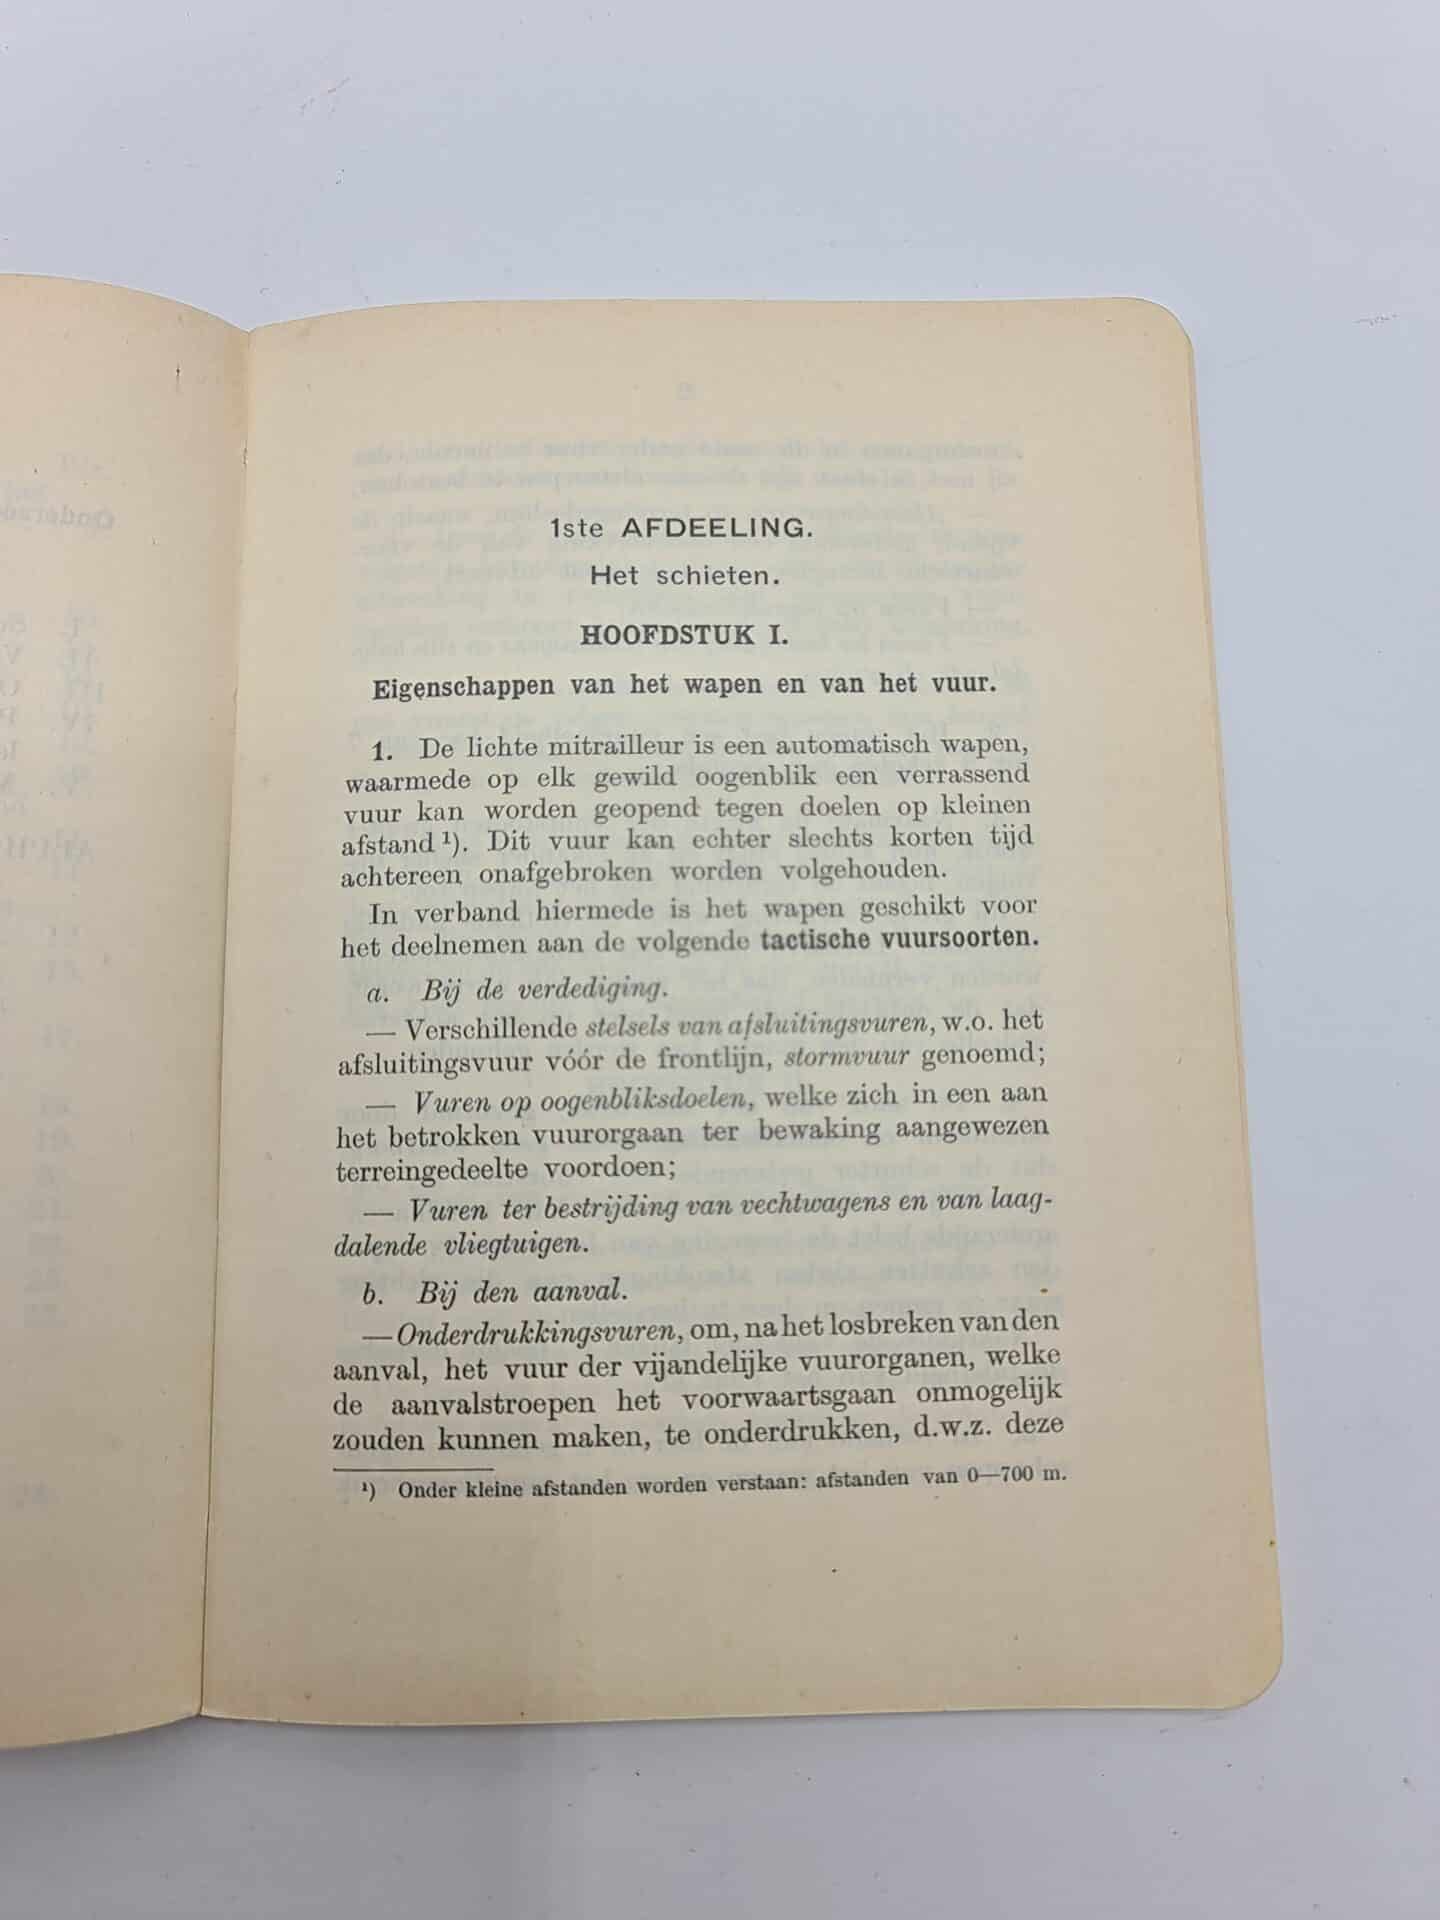 1ste AFDEELING.
Het schieten.
HOOFDSTUK I.
Eigenschappen van het wapen en van het vuur.
1. De lichte mitrailleur is een automatisch wapen,
waarmede op elk gewild oogenblik een verrassend
vuur kan worden geopend tegen doelen op kleinen
afstand ¹). Dit vuur kan echter slechts korten tijd
achtereen onafgebroken worden volgehouden.
In verband hiermede is het wapen geschikt voor
het deelnemen aan de volgende tactische vuursoorten.
a. Bij de verdediging.
— Verschillende stelsels van afsluitingsvuren, w.o. het
afsluitingsvuur vóór de frontlijn, stormvuur genoemd;
— Vuren op oogenbliksdoelen, welke zich in een aan
het betrokken vuurorgaan ter bewaking aangewezen
terreingedeelte voordoen;
— Vuren ter bestrijding van vechtwagens en van laag-
dalende vliegtuigen.
b. Bij den aanval.
— Onderdrukkingsvuren, om, na het losbreken van den
aanval, het vuur der vijandelijke vuurorganen, welke
de aanvalstroepen het voorwaartsgaan onmogelijk
zouden kunnen maken, te onderdrukken, d.w.z. deze
¹) Onder kleine afstanden worden verstaan: afstanden van 0—700 m.